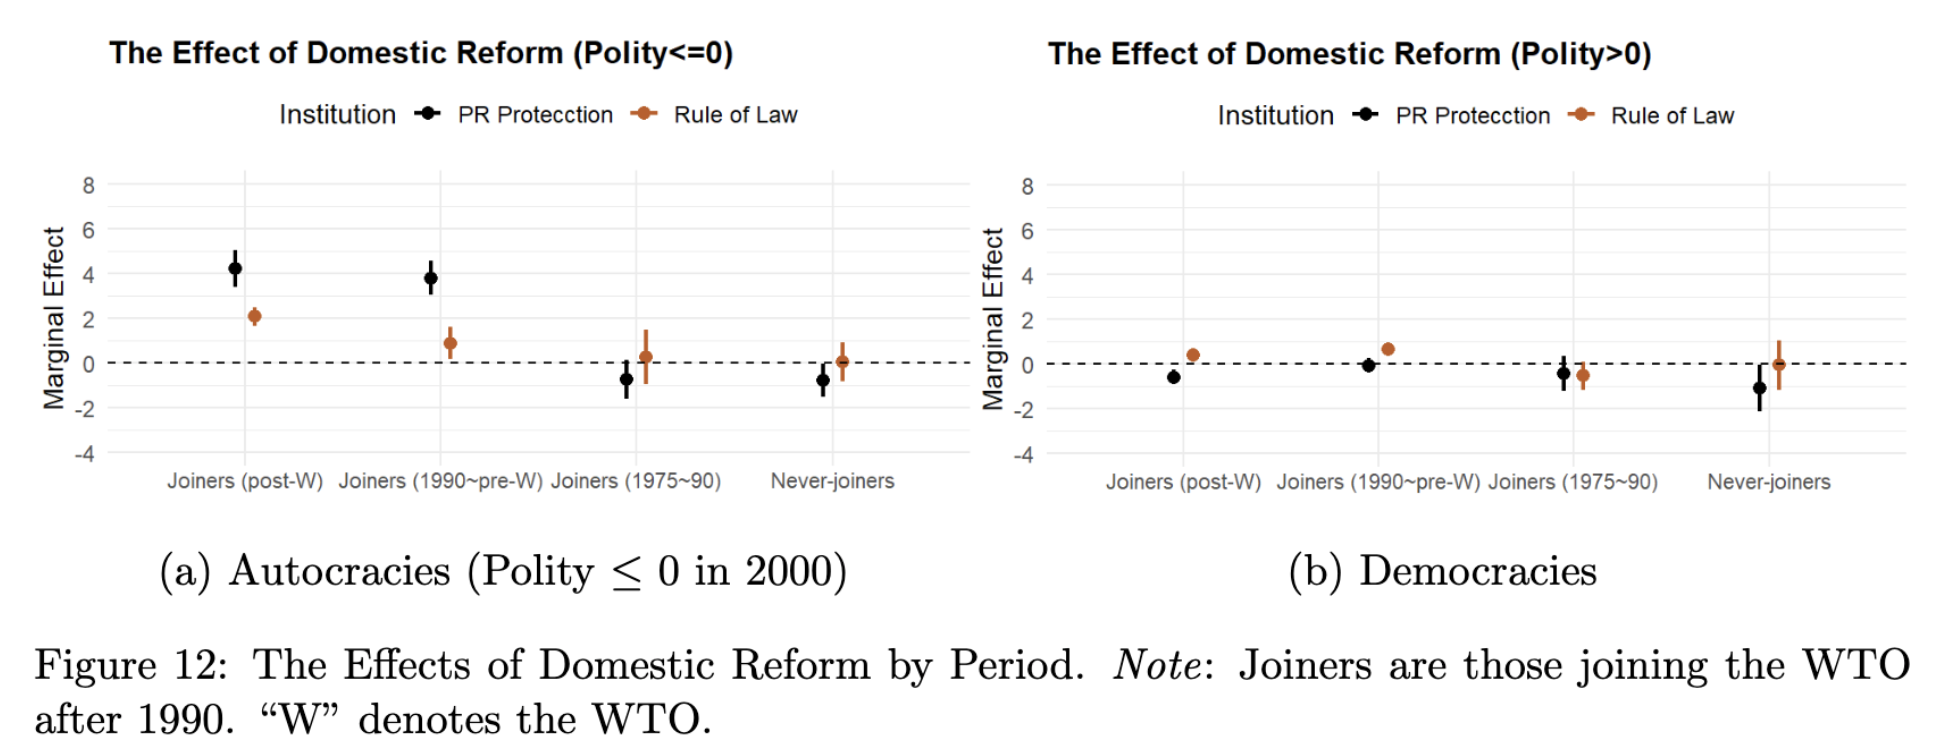 The Effect of Domestic Reform (Polity<=0)
Institution PR Protecction Rule of Law
Marginal Effect
8
6
4
2
0
-2
-4
Joiners (post-W) Joiners (1990~pre-W) Joiners (1975~90) Never-joiners
(a) Autocracies (Polity ≤ 0 in 2000)
The Effect of Domestic Reform (Polity>0)
Institution PR Protecction Rule of Law
Marginal Effect
8
6
4
2
0
-2
-4
Joiners (post-W) Joiners (1990~pre-W) Joiners (1975~90) Never-joiners
(b) Democracies
Figure 12: The Effects of Domestic Reform by Period. Note: Joiners are those joining the WTO
after 1990. “W” denotes the WTO.